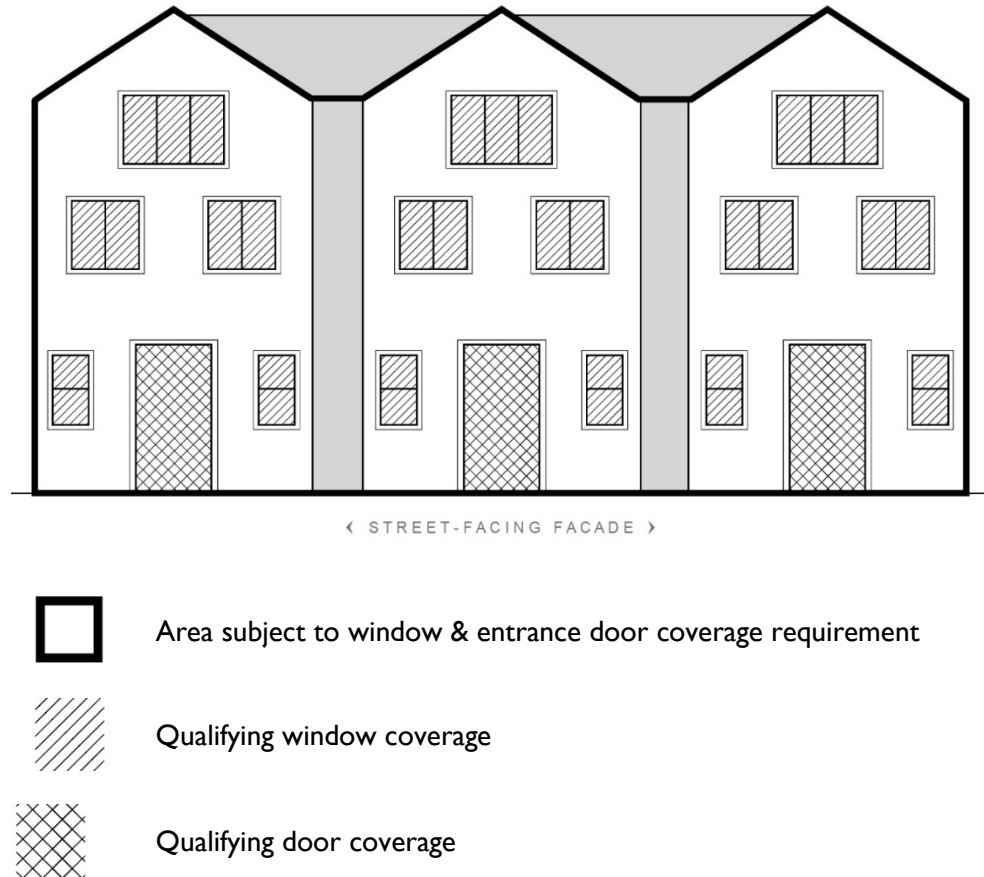 ‹ STREET-FACING FACADE ›
Area subject to window & entrance door coverage requirement
Qualifying window coverage
Qualifying door coverage